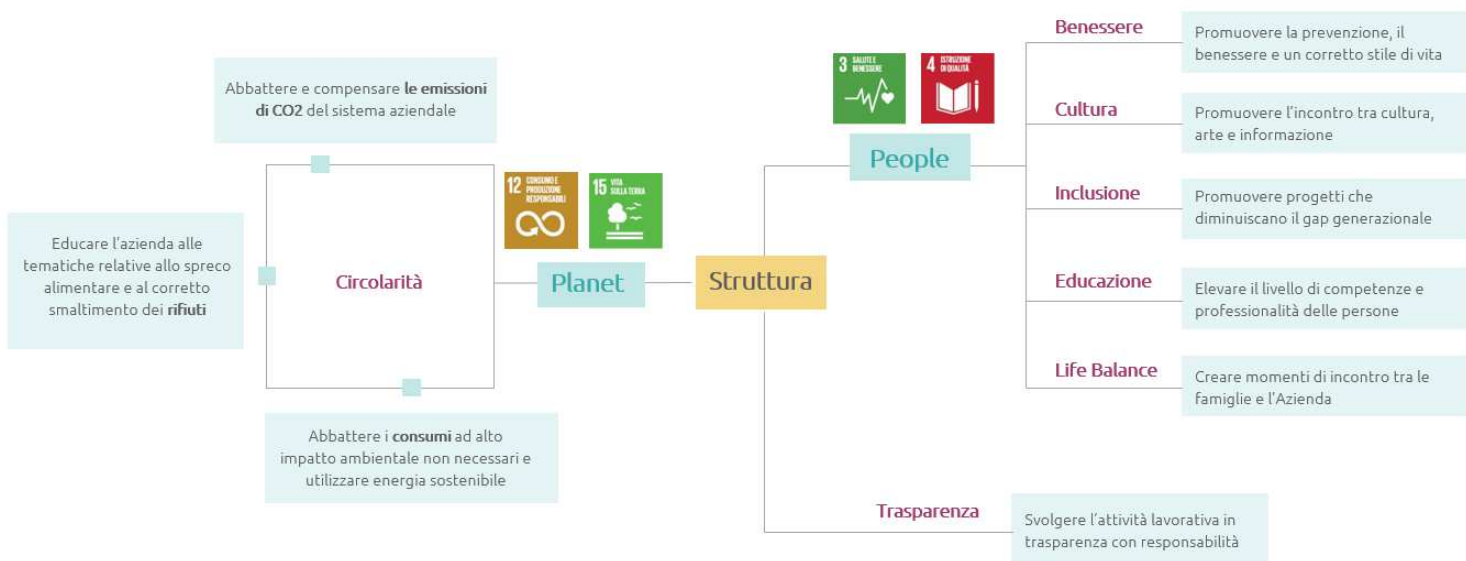 Abbattere e compensare le emissioni
di CO2 del sistema aziendale
Educare l'azienda alle
tematiche relative allo spreco
alimentare e al corretto
smaltimento dei rifiuti
Circolarità
Abbattere i consumi ad alto
impatto ambientale non necessari e
utilizzare energia sostenibile
12 CONSUMO E
PRODUZIONE
RESPONSABILI
15 VITA
SULLA TERRA
Planet
Struttura
3 SALUTE E
BENESSERE
4 ISTRUZIONE
DI QUALITÀ
People
Benessere
Promuovere la prevenzione, il
benessere e un corretto stile di vita
Cultura
Promuovere l'incontro tra cultura,
arte e informazione
Inclusione
Promuovere progetti che
diminuiscano il gap generazionale
Educazione
Elevare il livello di competenze e
professionalità delle persone
Life Balance
Creare momenti di incontro tra le
famiglie e l'Azienda
Trasparenza
Svolgere l'attività lavorativa in
trasparenza con responsabilità